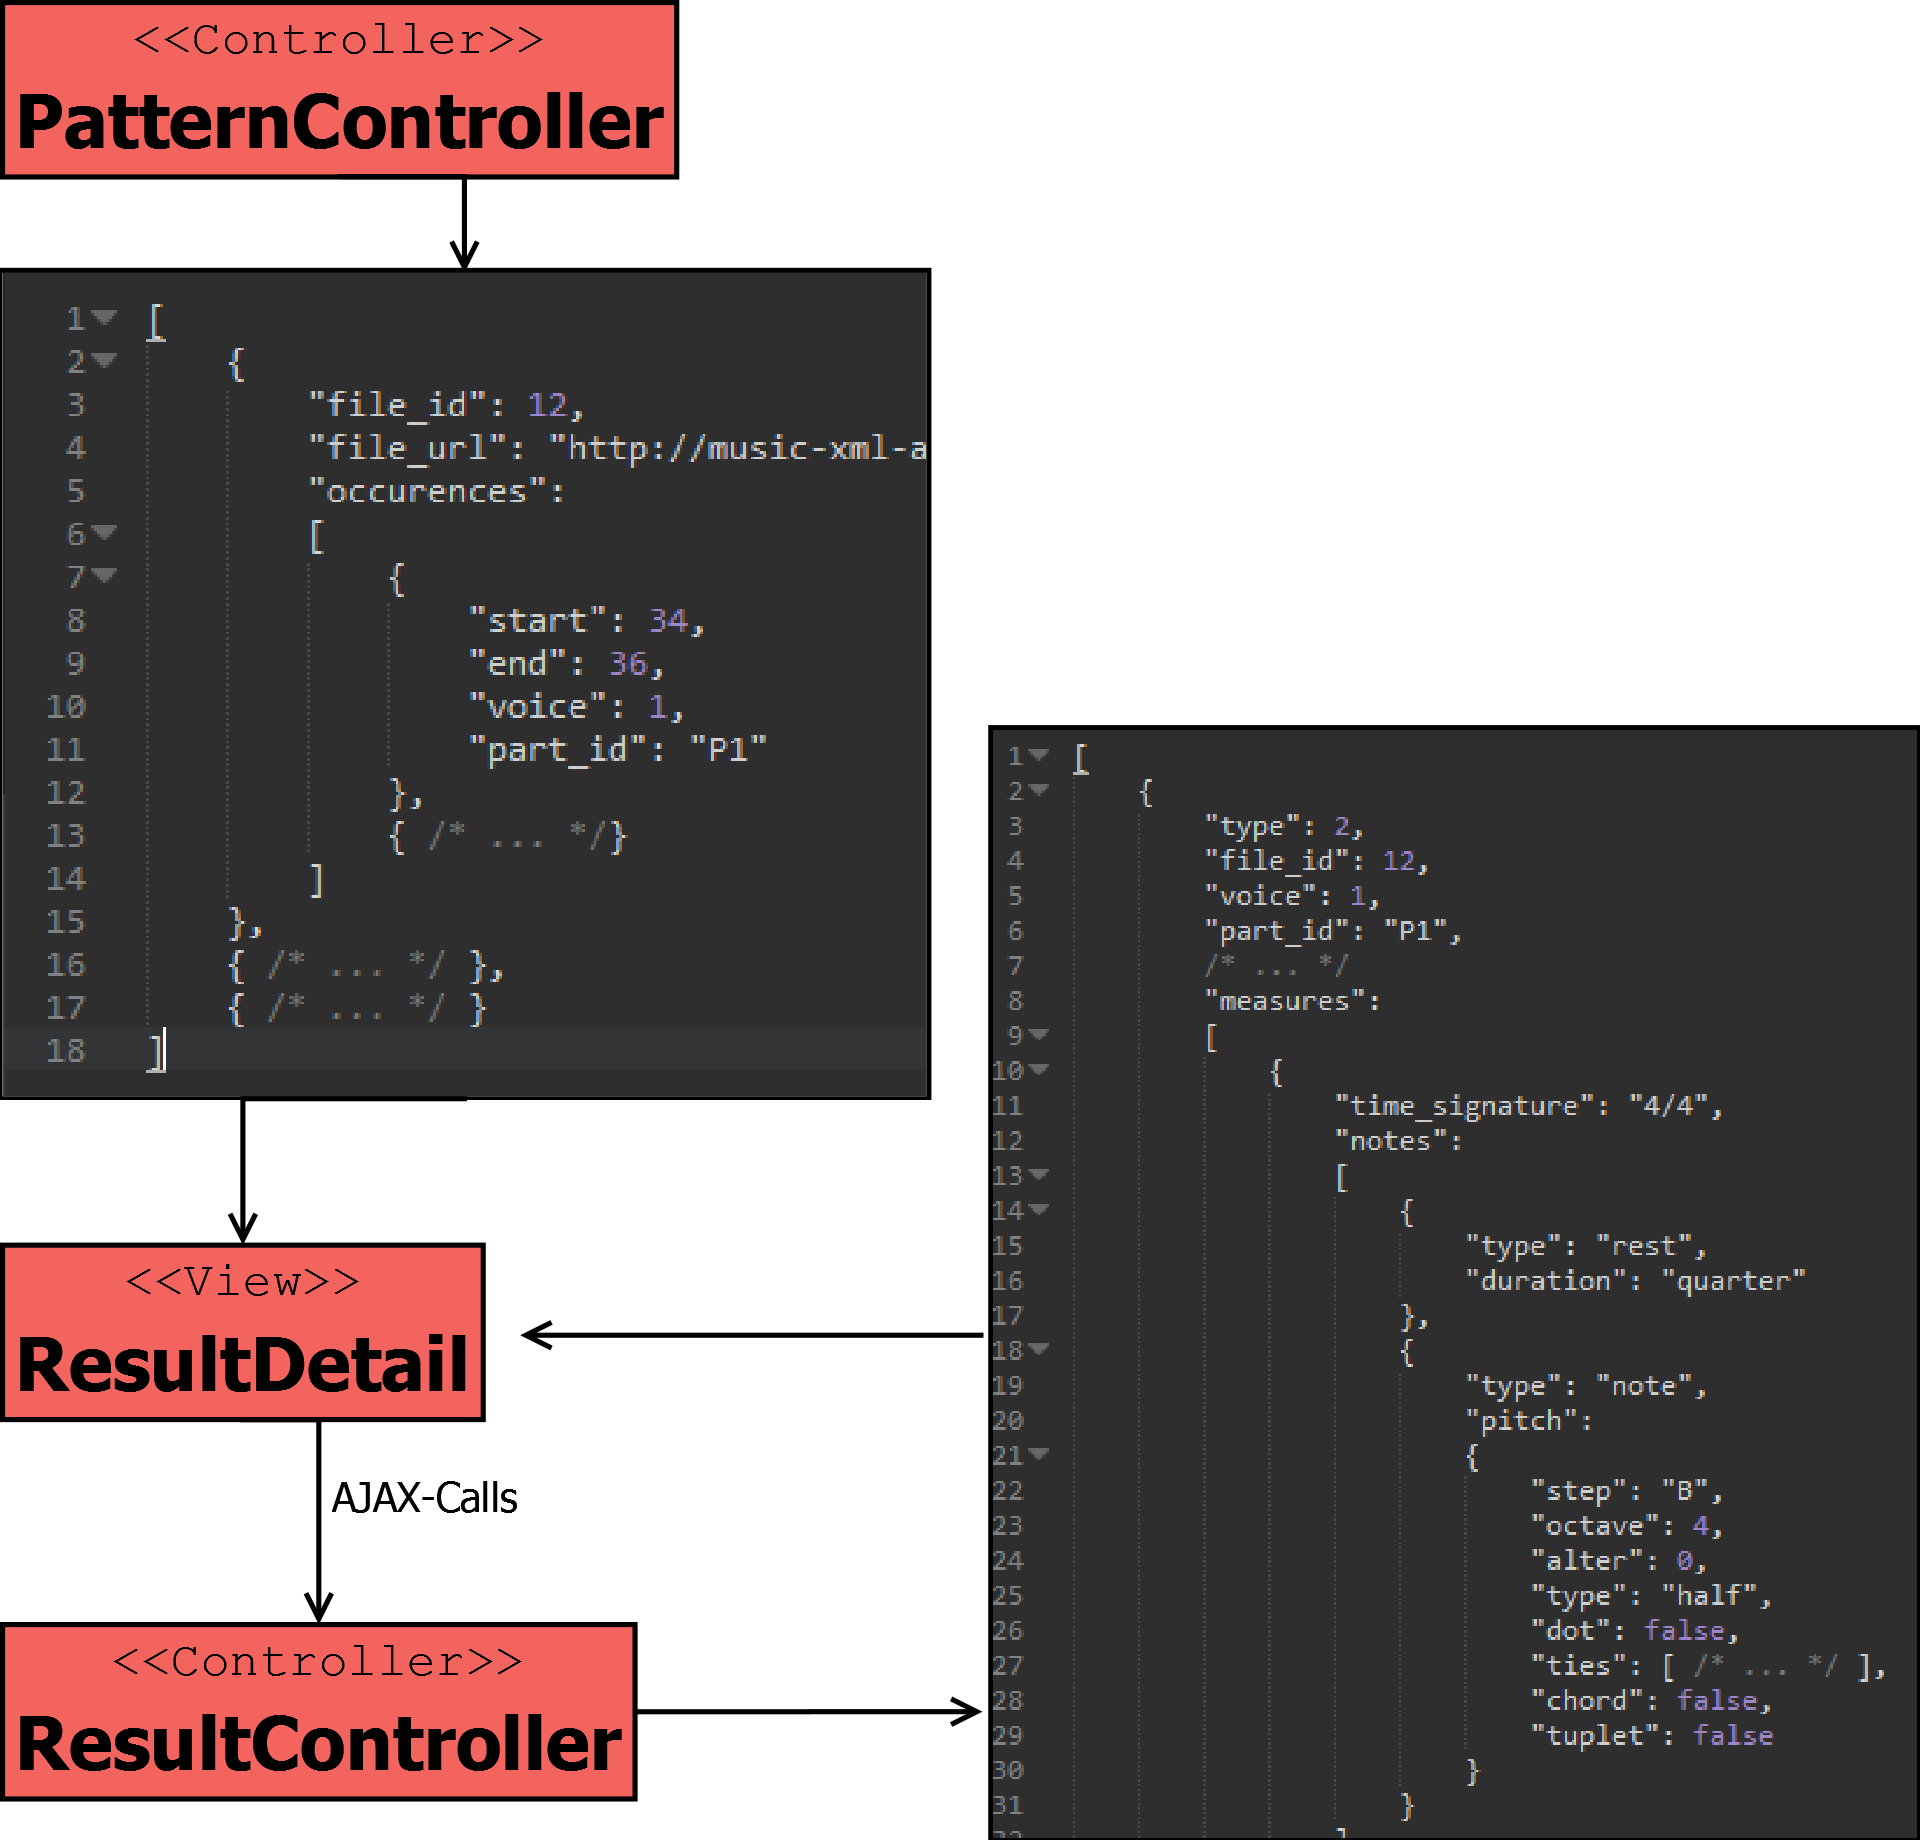 <<Controller>>
PatternController
1 [
2 {
3 "file_id": 12,
4 "file_url": "http://music-xml-a
5 "occurences":
6 [
7 {
8 "start": 34,
9 "end": 36,
10 "voice": 1,
11 "part_id": "P1"
12 },
13 { /* ... */}
14 ]
15 },
16 { /* ... */ },
17 { /* ... */ }
18 ]
<<View>>
ResultDetail
AJAX-Calls
<<Controller>>
ResultController
1 [
2 {
3 "type": 2,
4 "file_id": 12,
5 "voice": 1,
6 "part_id": "P1",
7 /* ... */
8 "measures":
9 [
10 {
11 "time_signature": "4/4",
12 "notes":
13 [
14 {
15 "type": "rest",
16 "duration": "quarter"
17 },
18 {
19 "type": "note",
20 "pitch":
21 {
22 "step": "B",
23 "octave": 4,
24 "alter": 0,
25 "type": "half",
26 "dot": false,
27 "ties": [ /* ... */ ],
28 "chord": false,
29 "tuplet": false
30 }
31 }